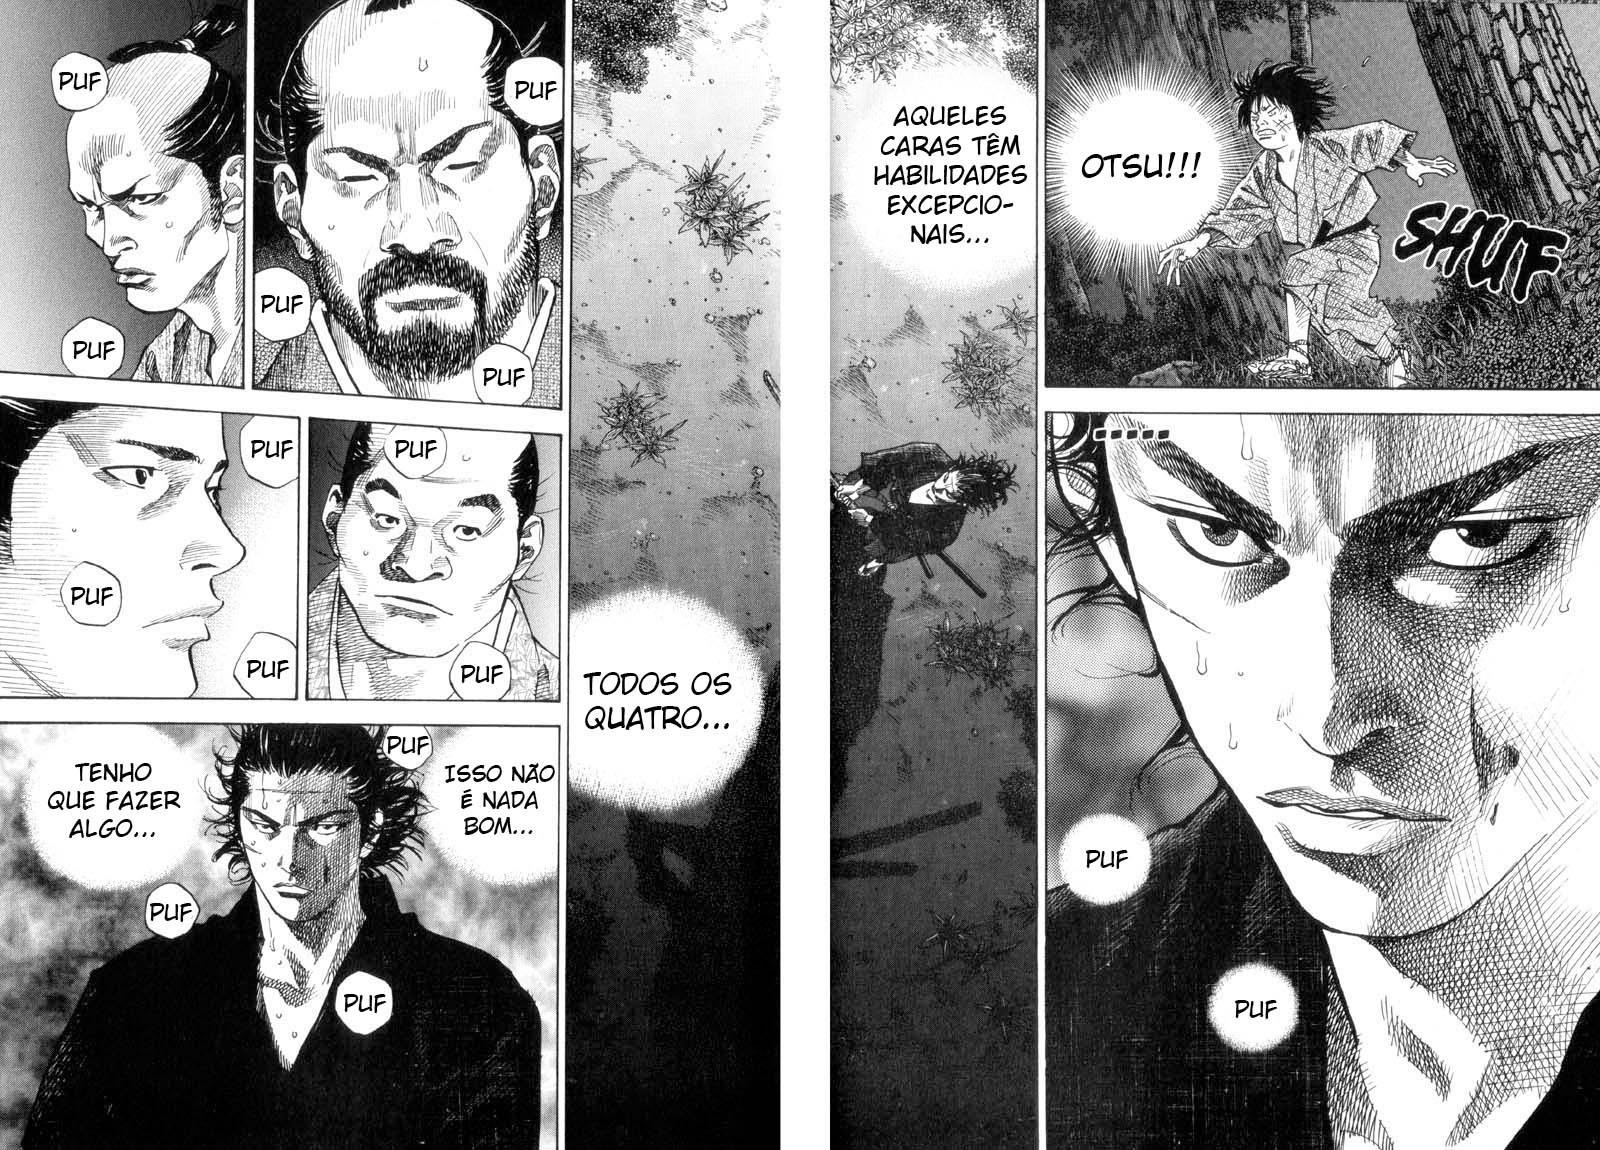 OTSU!!!
SHUF
.....
PUF
PUF
AQUELES
CARAS TÊM
HABILIDADES
EXCEPCIO-
NAIS...
TODOS OS
QUATRO...
PUF
PUF
PUF
PUF
PUF
PUF
PUF
PUF
PUF
PUF
ISSO NÃO
É NADA
BOM...
PUF
TENHO
QUE FAZER
ALGO...
PUF
PUF